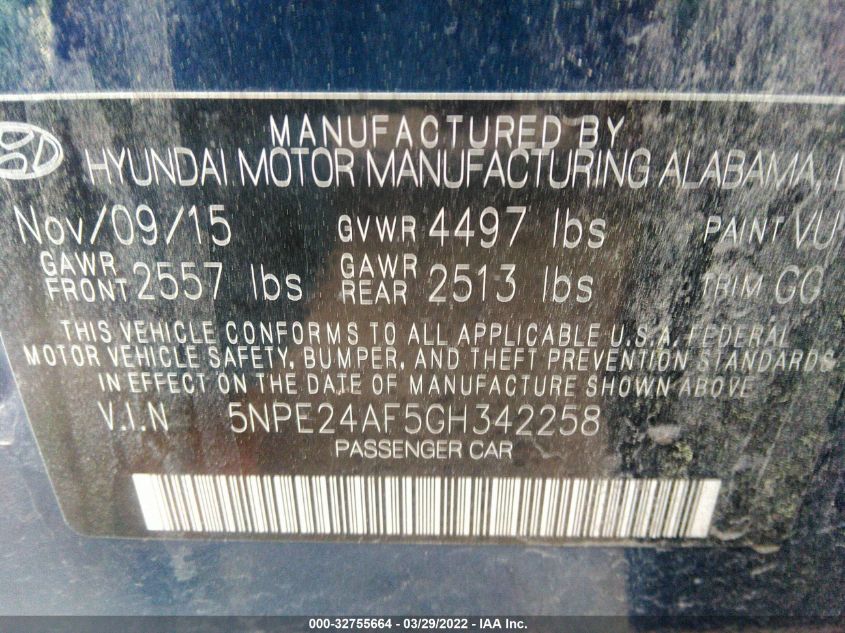 MANUFACTURED BY
HYUNDAI MOTOR MANUFACTURING ALABAMA, L
Nov/09/15 GVWR 4497 lbs PAINT VU
GAWR FRONT 2557 lbs GAWR REAR 2513 lbs TRIM GG
THIS VEHICLE CONFORMS TO ALL APPLICABLE U.S.A. FEDERAL
MOTOR VEHICLE SAFETY, BUMPER, AND THEFT PREVENTION STANDARDS
IN EFFECT ON THE DATE OF MANUFACTURE SHOWN ABOVE
V.I.N 5NPE24AF5GH342258
PASSENGER CAR
000-32755664 - 03/29/2022 - IAA Inc.